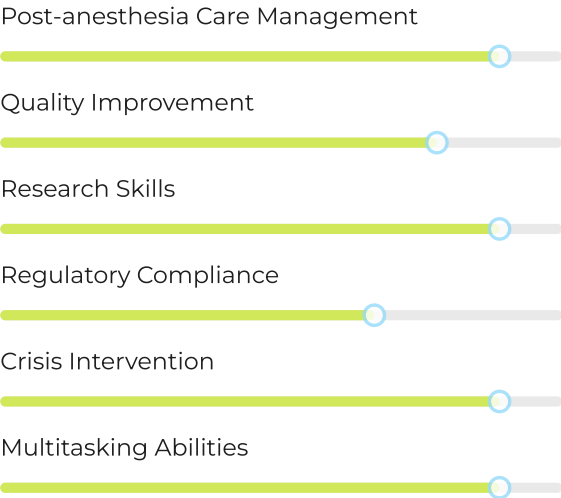 Post-anesthesia Care Management
Quality Improvement
Research Skills
Regulatory Compliance
Crisis Intervention
Multitasking Abilities